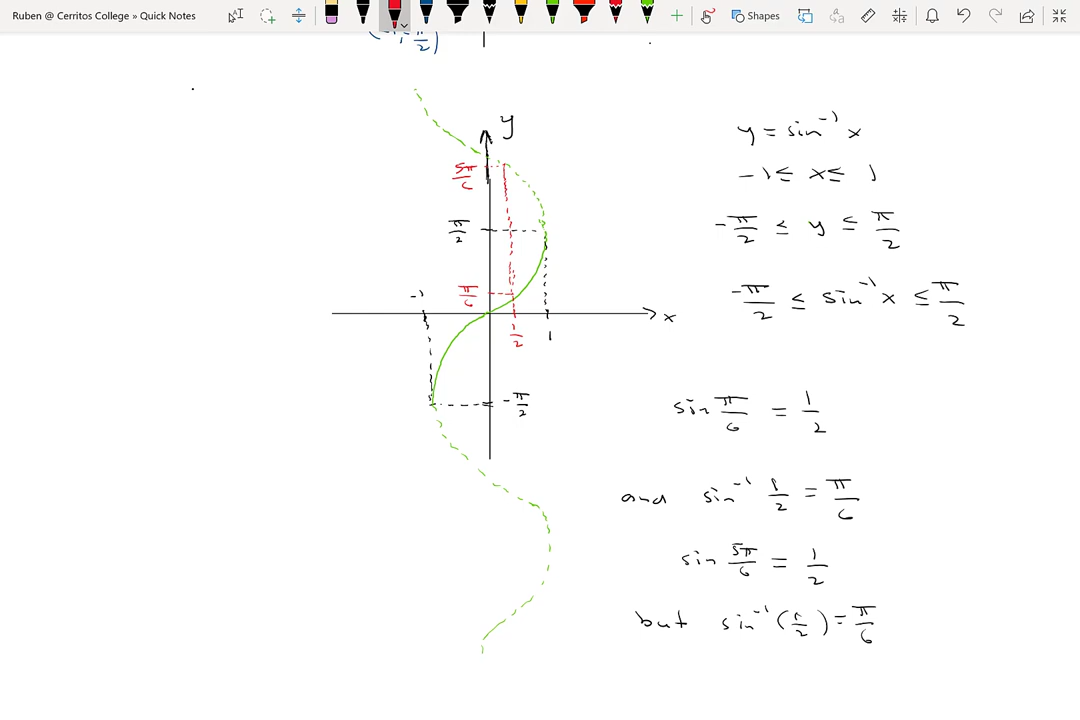 Ruben @ Cerritos College » Quick Notes
Shapes
π/2)
y
5π/6
π/2
π/6
-1
1/2
1
x
-π/2
y = sin⁻¹ x
-1 ≤ x ≤ 1
-π/2 ≤ y ≤ π/2
-π/2 ≤ sin⁻¹ x ≤ π/2
sin π/6 = 1/2
and sin⁻¹ 1/2 = π/6
sin 5π/6 = 1/2
but sin⁻¹ (1/2) = π/6